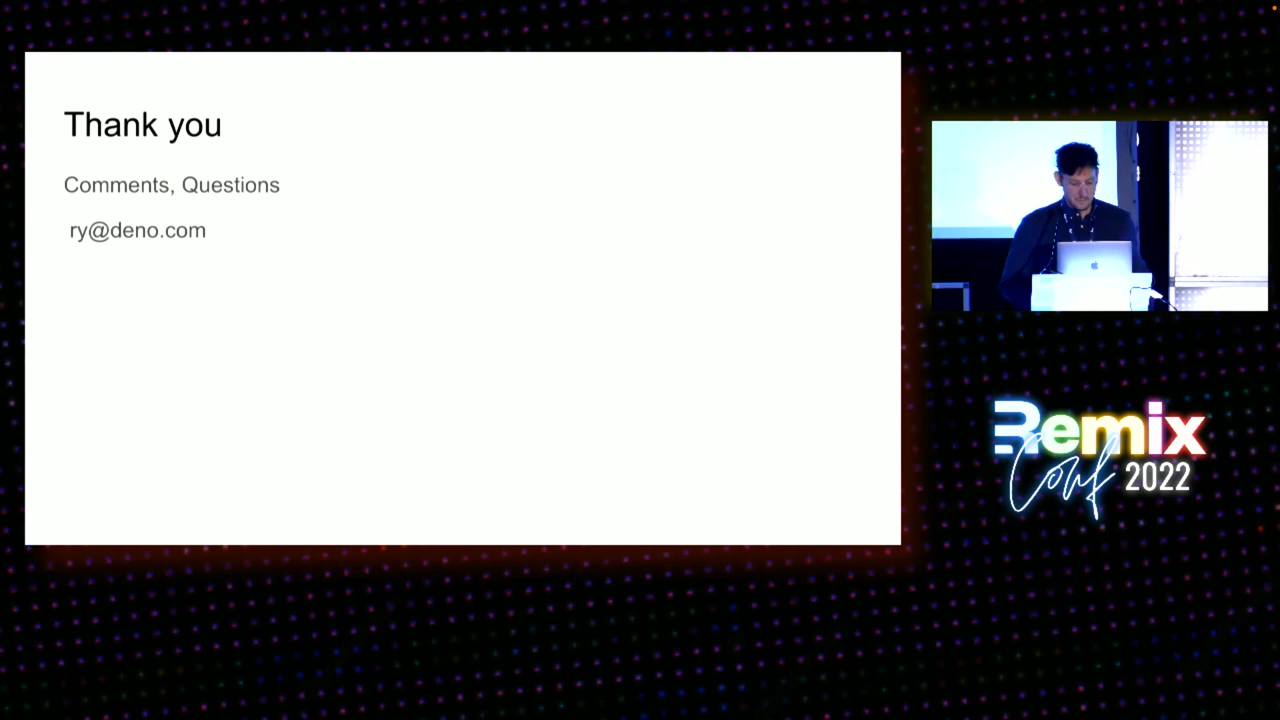 Thank you
Comments, Questions
ry@deno.com
Remix
Conf 2022